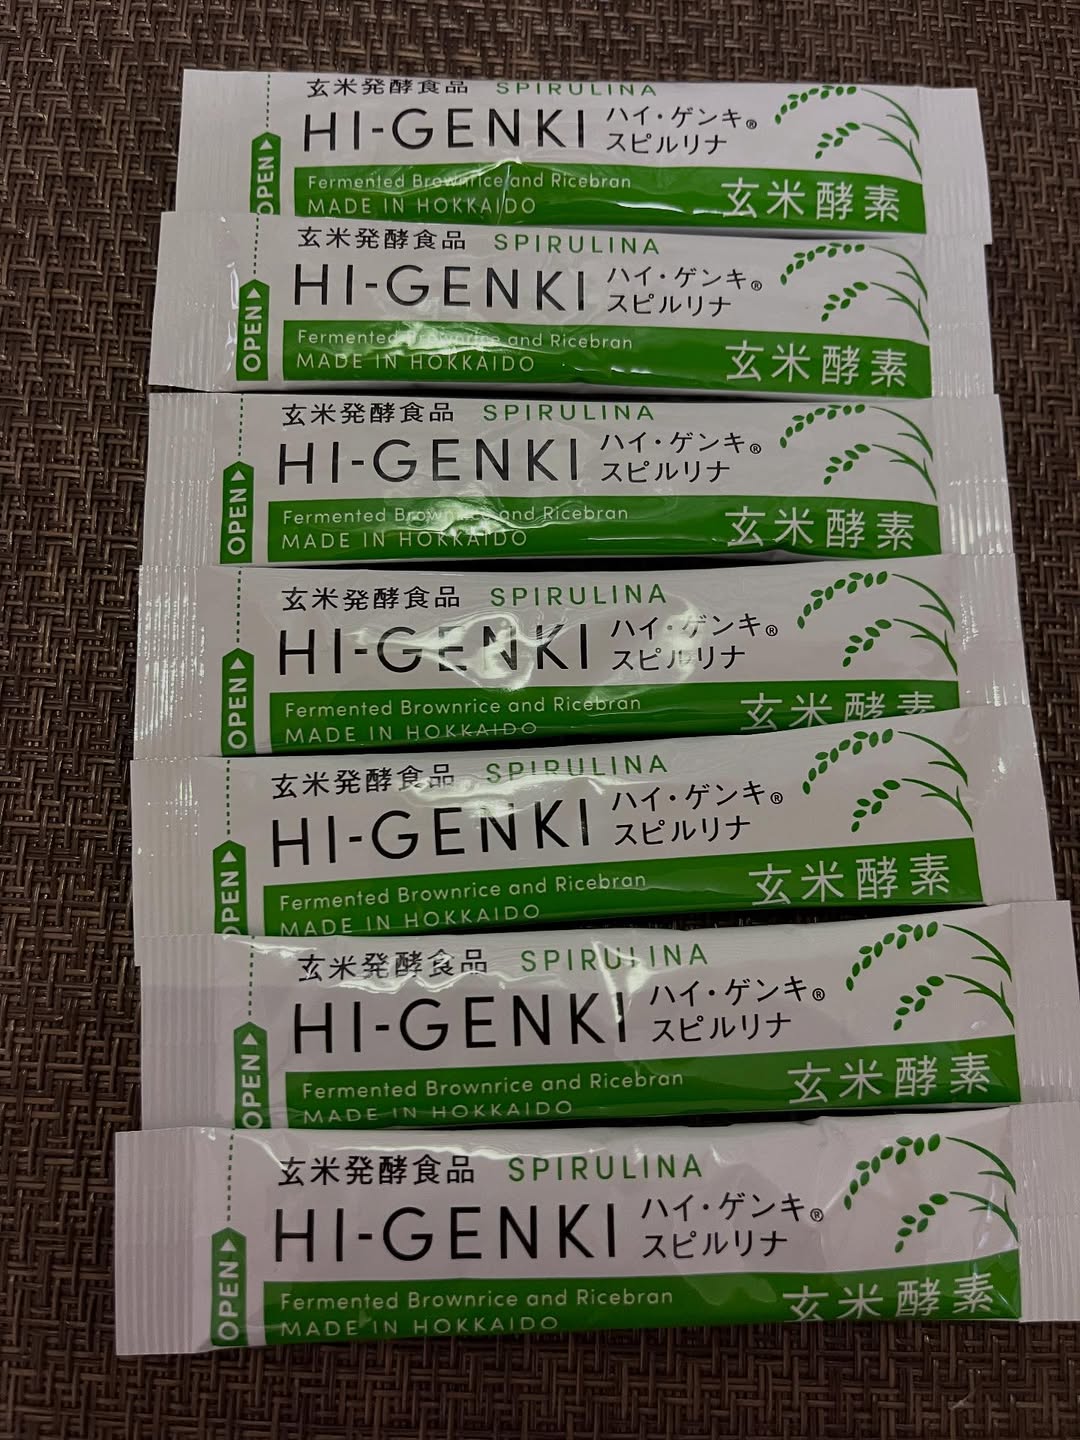 玄米発酵食品 SPIRULINA
HI-GENKI ハイ・ゲンキ®
スピルリナ
OPEN
Fermented Brownrice and Ricebran
MADE IN HOKKAIDO
玄米酵素
玄米発酵食品 SPIRULINA
HI-GENKI ハイ・ゲンキ®
スピルリナ
OPEN
Fermented Brownrice and Ricebran
MADE IN HOKKAIDO
玄米酵素
玄米発酵食品 SPIRULINA
HI-GENKI ハイ・ゲンキ®
スピルリナ
OPEN
Fermented Brownrice and Ricebran
MADE IN HOKKAIDO
玄米酵素
玄米発酵食品 SPIRULINA
HI-GENKI ハイ・ゲンキ®
スピルリナ
OPEN
Fermented Brownrice and Ricebran
MADE IN HOKKAIDO
玄米酵素
玄米発酵食品 SPIRULINA
HI-GENKI ハイ・ゲンキ®
スピルリナ
OPEN
Fermented Brownrice and Ricebran
MADE IN HOKKAIDO
玄米酵素
玄米発酵食品 SPIRULINA
HI-GENKI ハイ・ゲンキ®
スピルリナ
OPEN
Fermented Brownrice and Ricebran
MADE IN HOKKAIDO
玄米酵素
玄米発酵食品 SPIRULINA
HI-GENKI ハイ・ゲンキ®
スピルリナ
OPEN
Fermented Brownrice and Ricebran
MADE IN HOKKAIDO
玄米酵素